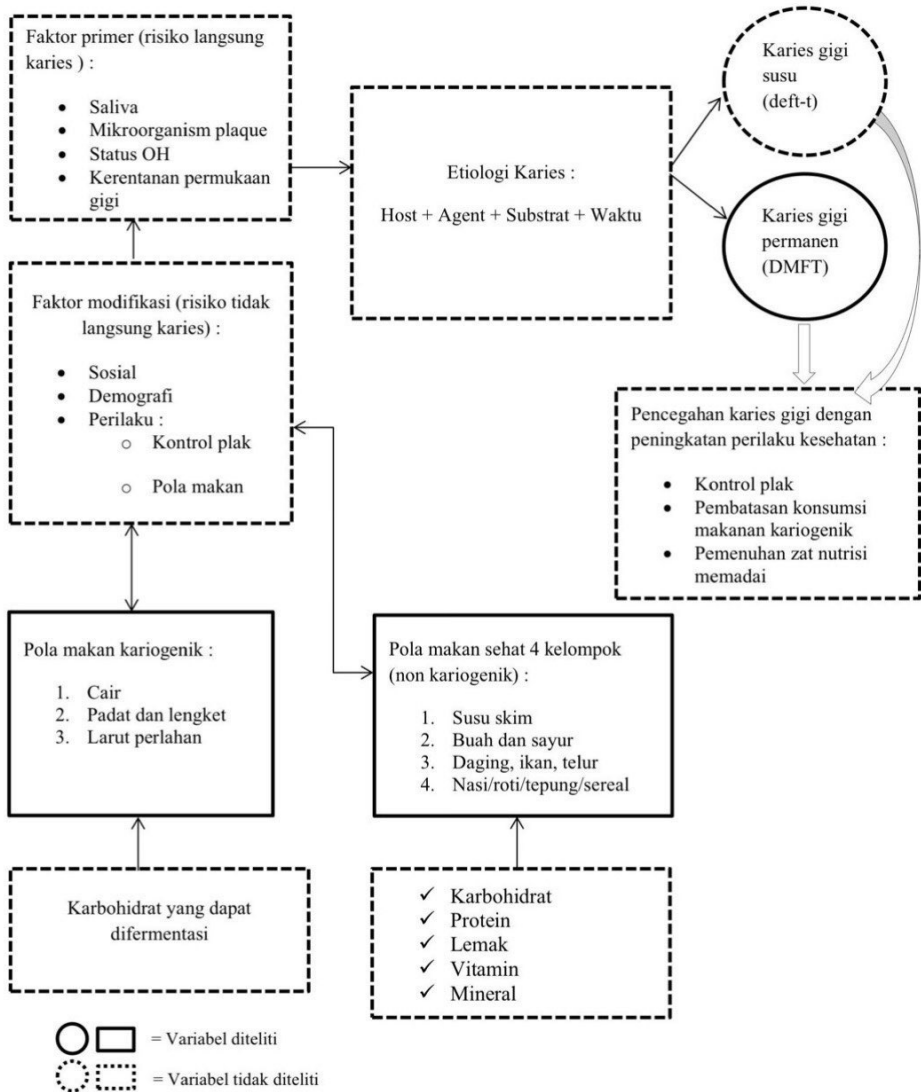 Faktor primer (risiko langsung
karies ) :
• Saliva
• Mikroorganism plaque
• Status OH
• Kerentanan permukaan
gigi
Etiologi Karies :
Host + Agent + Substrat + Waktu
Karies gigi
susu
(deft-t)
Karies gigi
permanen
(DMFT)
Faktor modifikasi (risiko tidak
langsung karies) :
• Sosial
• Demografi
• Perilaku :
o Kontrol plak
o Pola makan
Pencegahan karies gigi dengan
peningkatan perilaku kesehatan :
• Kontrol plak
• Pembatasan konsumsi
makanan kariogenik
• Pemenuhan zat nutrisi
memadai
Pola makan kariogenik :
1. Cair
2. Padat dan lengket
3. Larut perlahan
Pola makan sehat 4 kelompok
(non kariogenik) :
1. Susu skim
2. Buah dan sayur
3. Daging, ikan, telur
4. Nasi/roti/tepung/sereal
Karbohidrat yang dapat
difermentasi
✓ Karbohidrat
✓ Protein
✓ Lemak
✓ Vitamin
✓ Mineral
= Variabel diteliti
= Variabel tidak diteliti